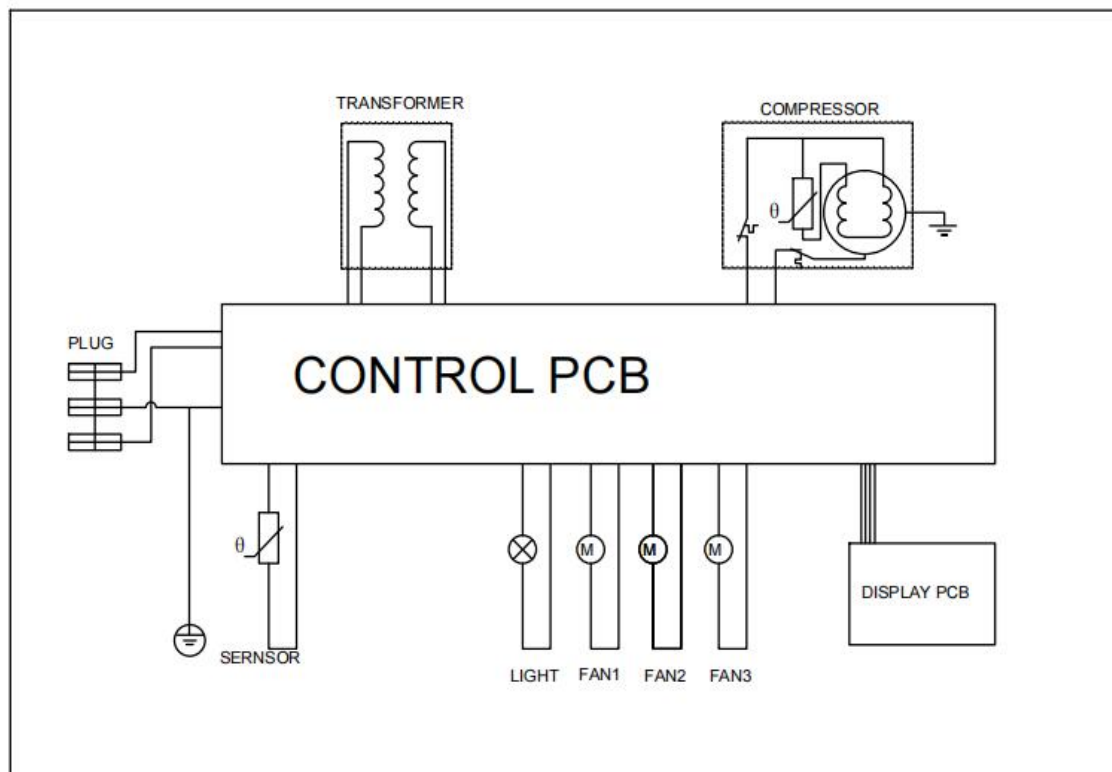 TRANSFORMER
COMPRESSOR
θ
PLUG
CONTROL PCB
θ
M
M
M
DISPLAY PCB
SERNSOR
LIGHT
FAN1
FAN2
FAN3